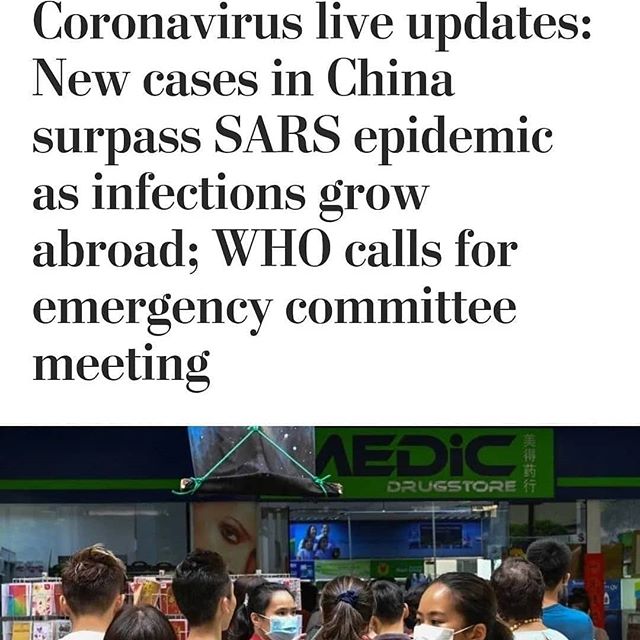 Coronavirus live updates:
New cases in China
surpass SARS epidemic
as infections grow
abroad; WHO calls for
emergency committee
meeting
AEDiC
DRUGSTORE
美得药行